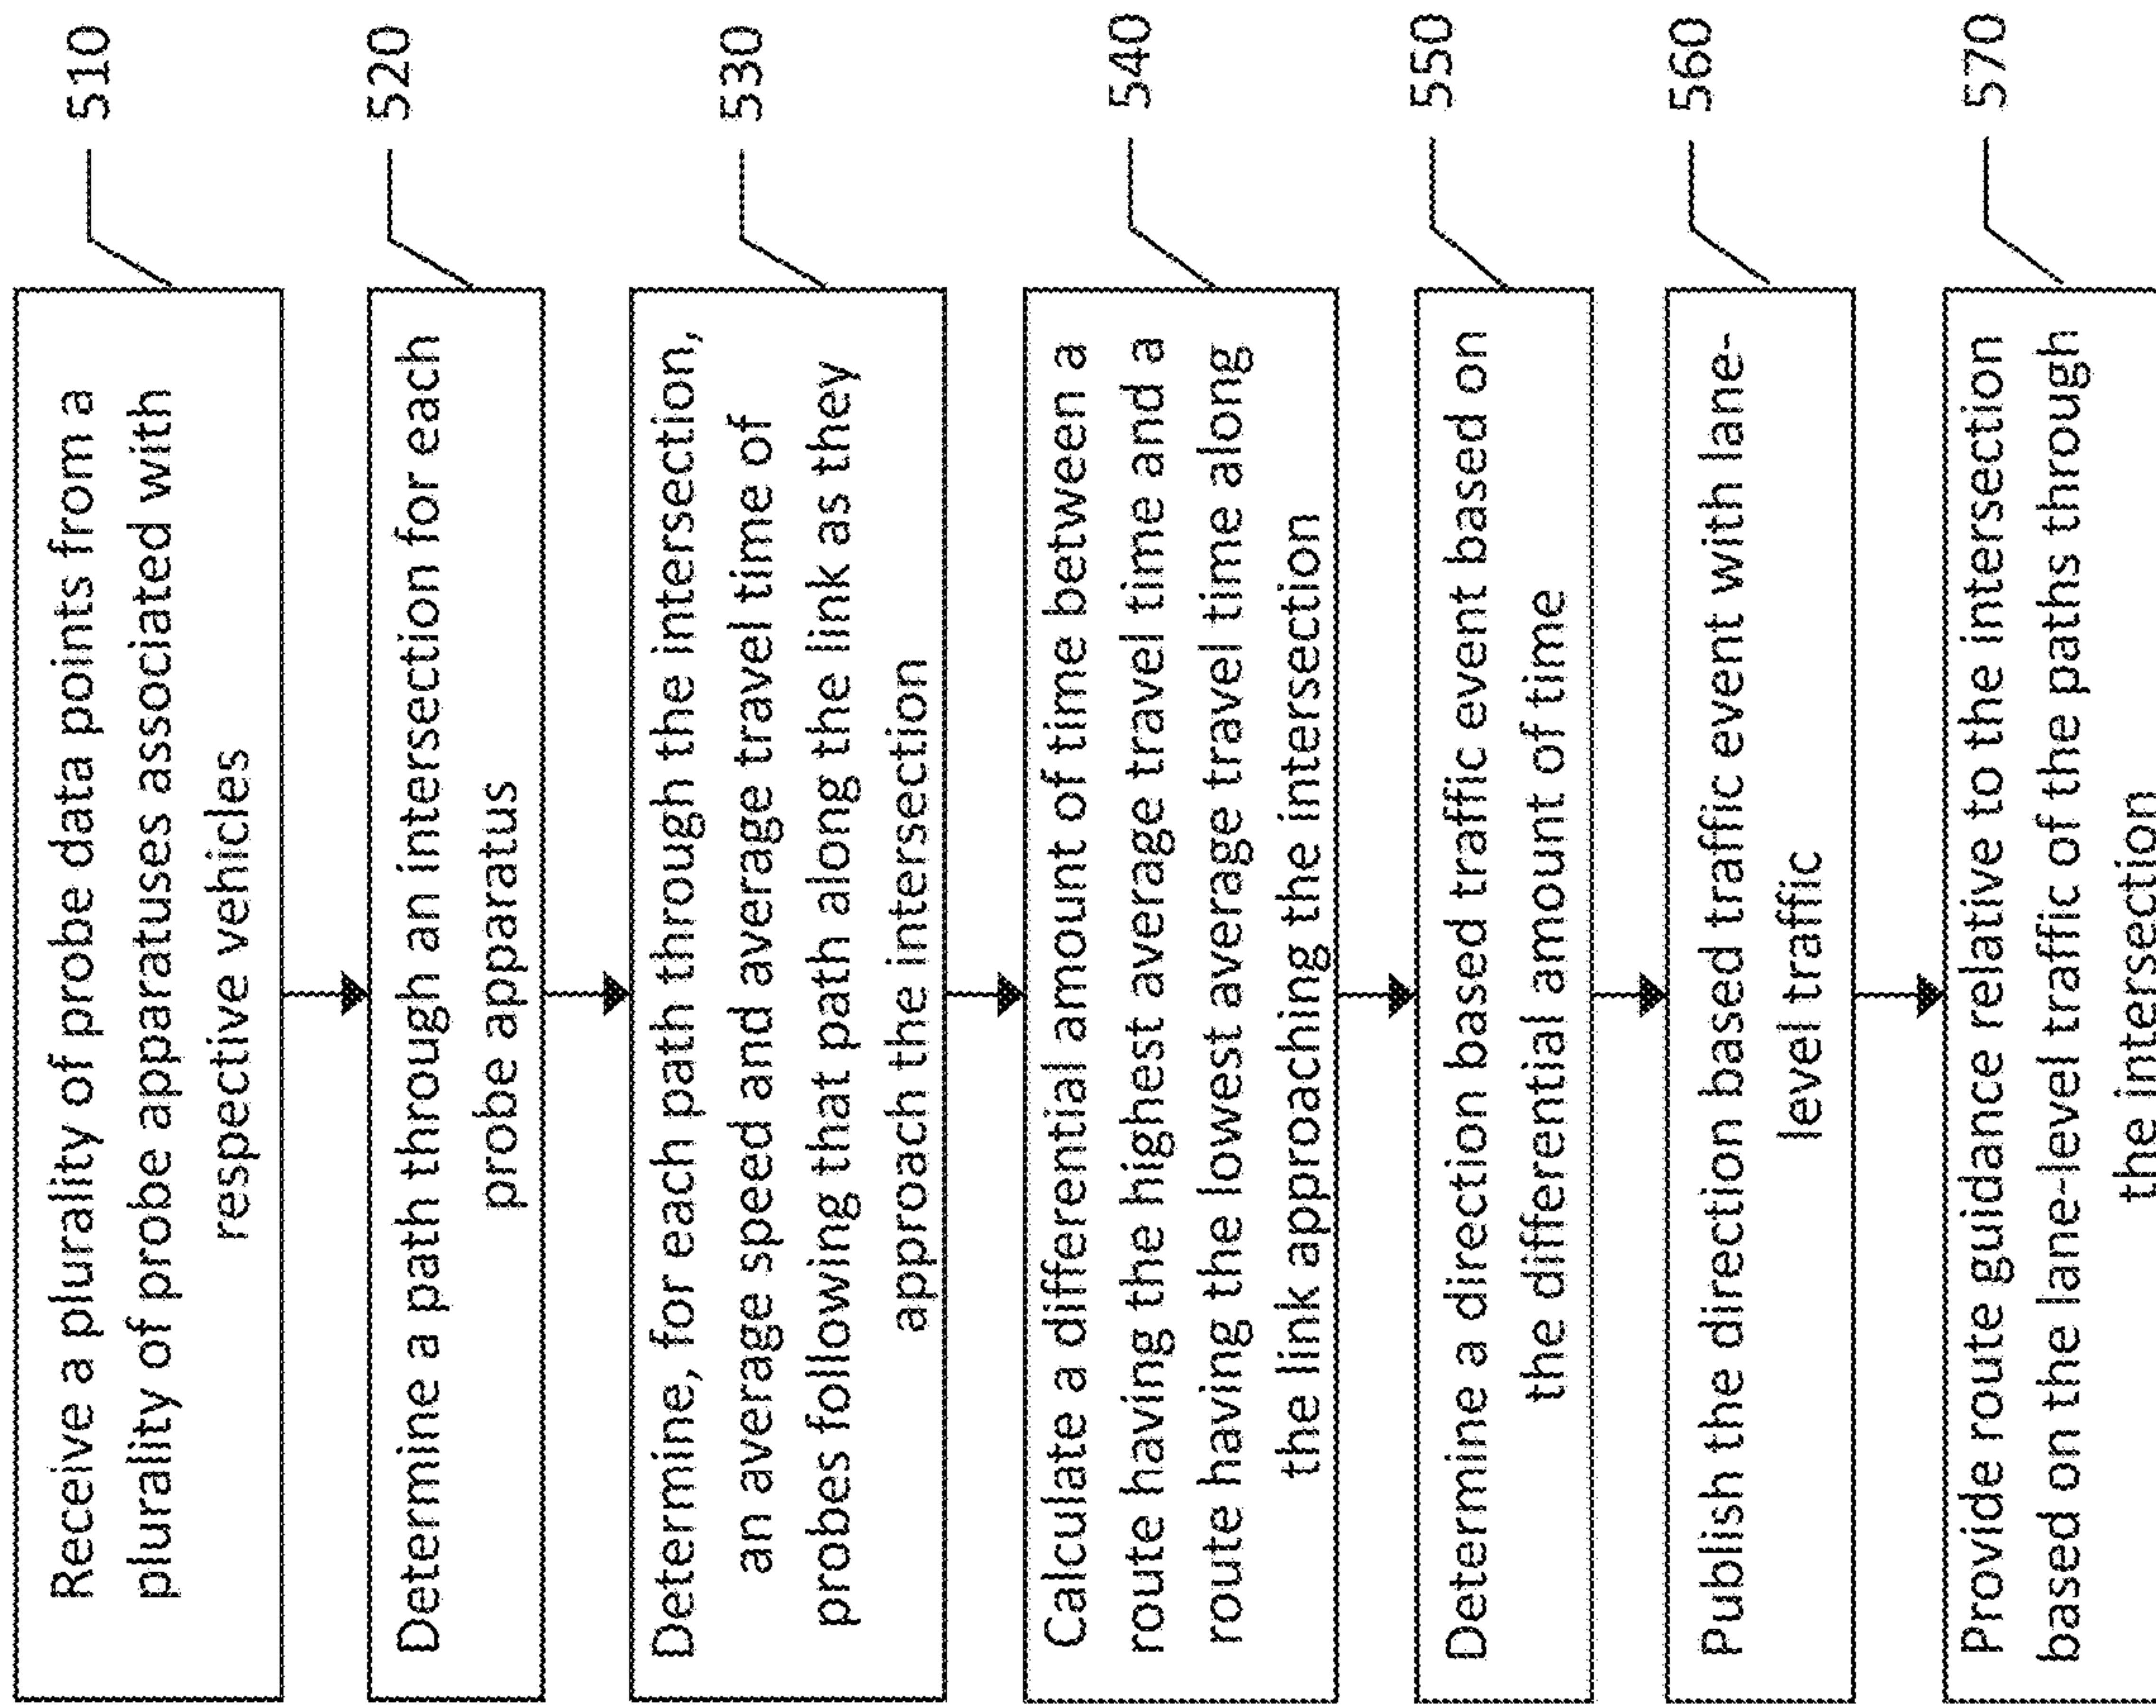 Receive a plurality of probe data points from a
plurality of probe apparatuses associated with
respective vehicles
510
Determine a path through an intersection for each
probe apparatus
520
Determine, for each path through the intersection,
an average speed and average travel time of
probes following that path along the link as they
approach the intersection
530
Calculate a differential amount of time between a
route having the highest average travel time and a
route having the lowest average travel time along
the link approaching the intersection
540
Determine a direction based traffic event based on
the differential amount of time
550
Publish the direction based traffic event with lane-
level traffic
560
Provide route guidance relative to the intersection
based on the lane-level traffic of the paths through
the intersection
570